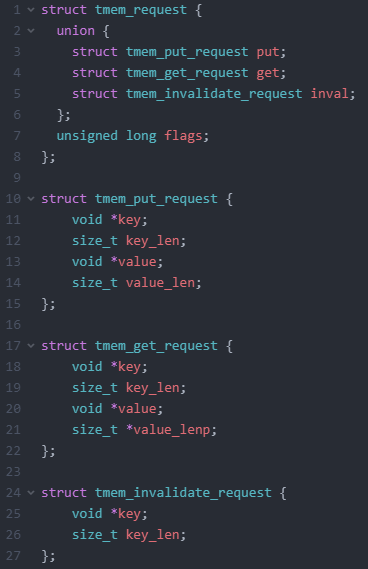 1 struct tmem_request {
2   union {
3     struct tmem_put_request put;
4     struct tmem_get_request get;
5     struct tmem_invalidate_request inval;
6   };
7   unsigned long flags;
8 };
9
10 struct tmem_put_request {
11     void *key;
12     size_t key_len;
13     void *value;
14     size_t value_len;
15 };
16
17 struct tmem_get_request {
18     void *key;
19     size_t key_len;
20     void *value;
21     size_t *value_lenp;
22 };
23
24 struct tmem_invalidate_request {
25     void *key;
26     size_t key_len;
27 };